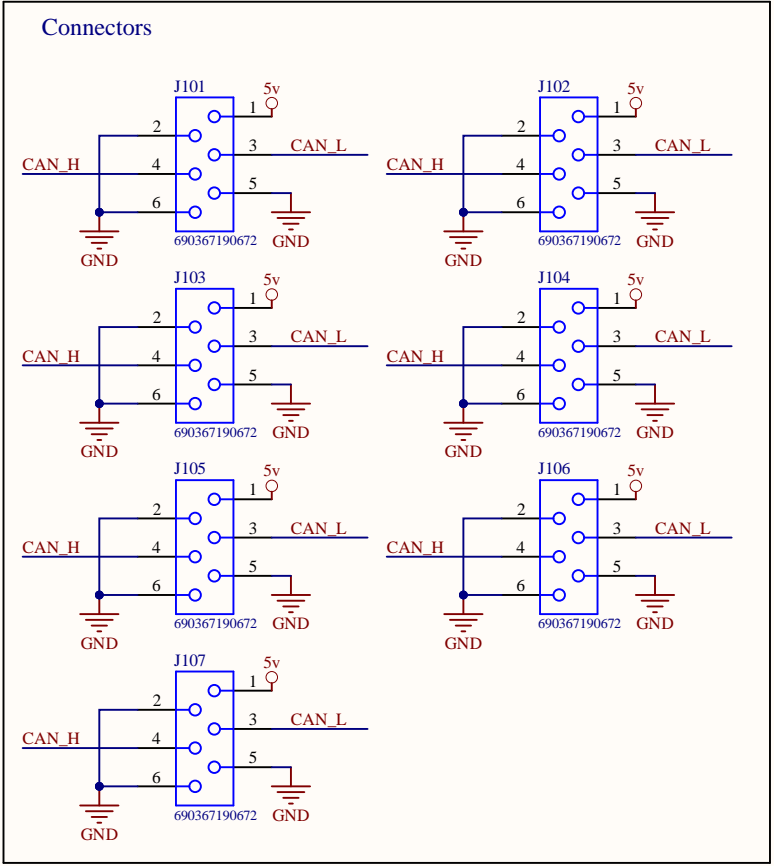 Connectors
J101 J102
5v 5v
1 1
2 2
3 CAN_L 3 CAN_L
CAN_H 4 CAN_H 4
5 5
6 6
690367190672 GND 690367190672 GND
GND GND
J103 J104
5v 5v
1 1
2 2
3 CAN_L 3 CAN_L
CAN_H 4 CAN_H 4
5 5
6 6
690367190672 GND 690367190672 GND
GND GND
J105 J106
5v 5v
1 1
2 2
3 CAN_L 3 CAN_L
CAN_H 4 CAN_H 4
5 5
6 6
690367190672 GND 690367190672 GND
GND GND
J107
5v
1
2
3 CAN_L
CAN_H 4
5
6
690367190672 GND
GND